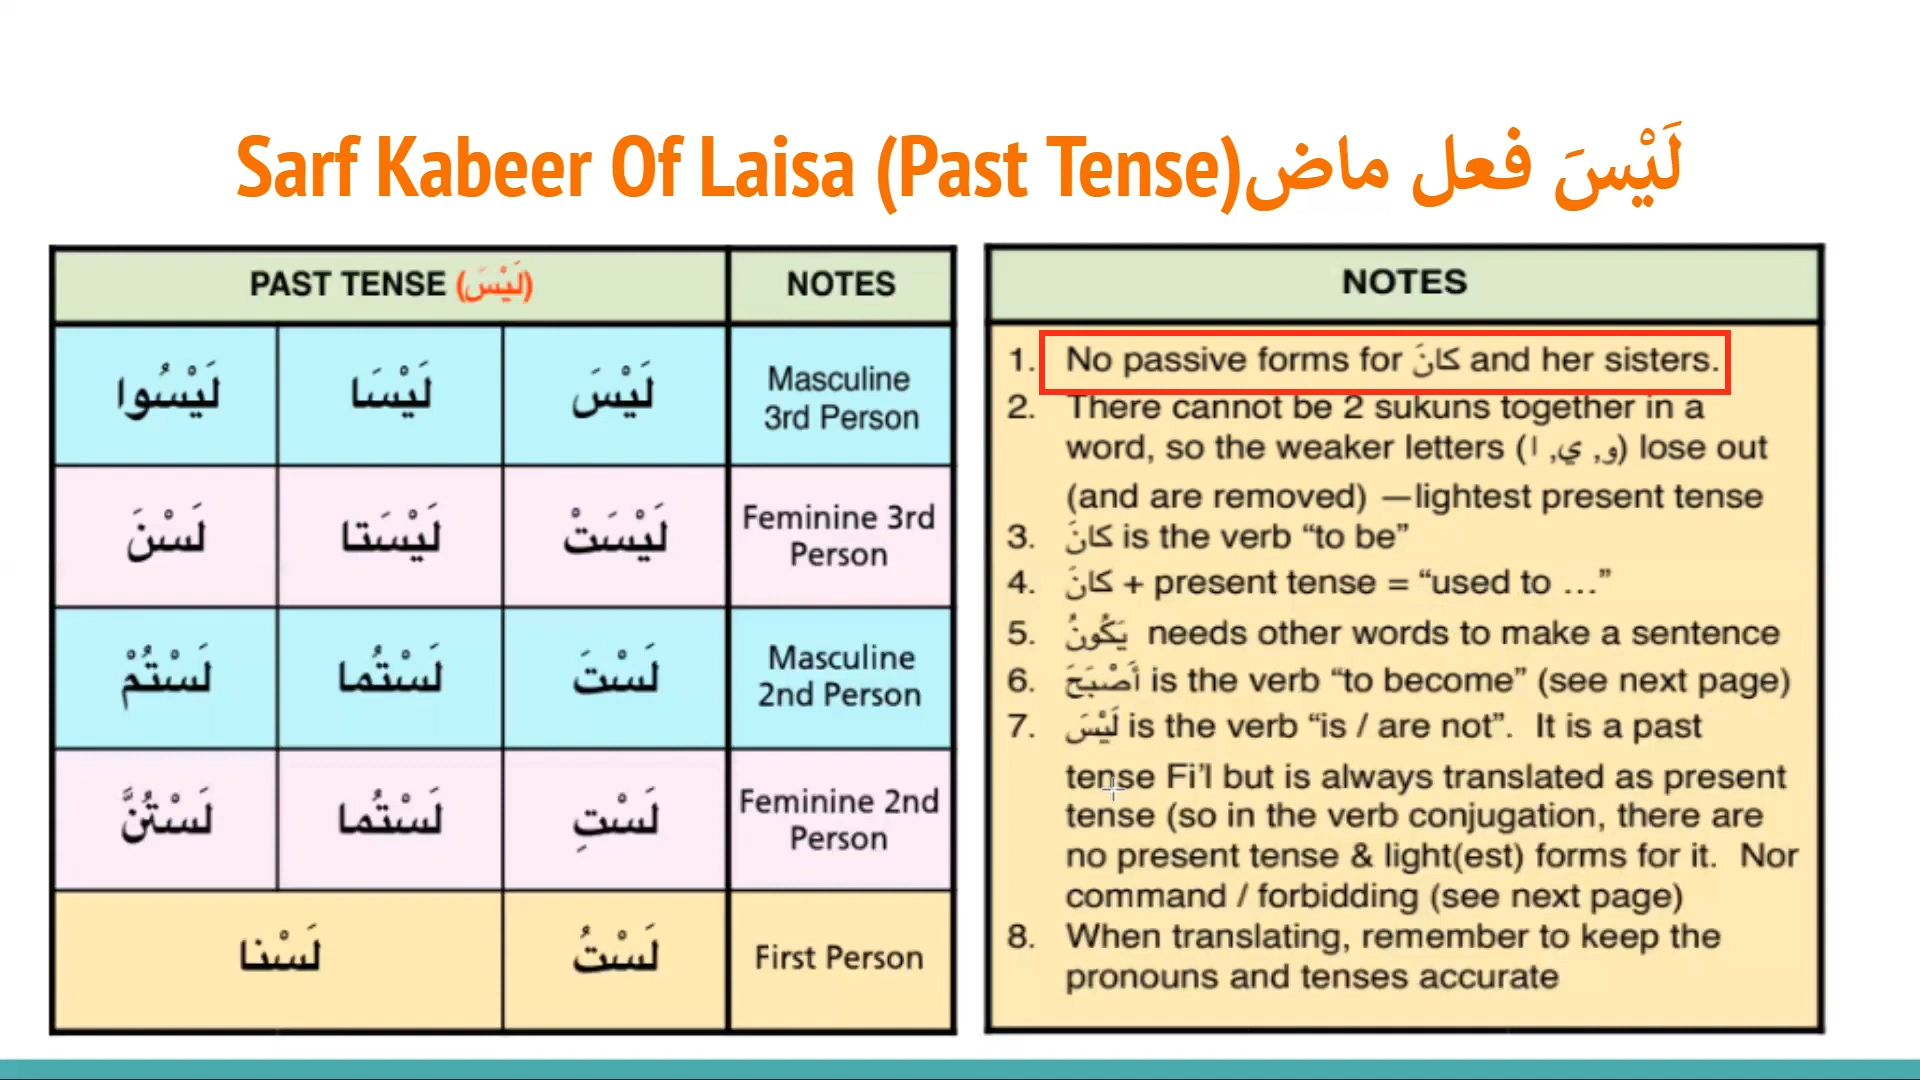 Sarf Kabeer Of Laisa (Past Tense)لَيْسَ فعل ماض
PAST TENSE (لَيْسَ)
NOTES
لَيْسَ
لَيْسَا
لَيْسُوا
Masculine
3rd Person
لَيْسَتْ
لَيْسَتا
لَسْنَ
Feminine 3rd
Person
لَسْتَ
لَسْتُما
لَسْتُمْ
Masculine
2nd Person
لَسْتِ
لَسْتُما
لَسْتُنَّ
Feminine 2nd
Person
لَسْتُ
لَسْنا
First Person
NOTES
1. No passive forms for كانَ and her sisters.
2. There cannot be 2 sukuns together in a
word, so the weaker letters (و, ي, ا) lose out
(and are removed) —lightest present tense
3. كانَ is the verb “to be”
4. كانَ + present tense = “used to …”
5. يَكُونُ needs other words to make a sentence
6. أَصْبَحَ is the verb “to become” (see next page)
7. لَيْسَ is the verb “is / are not”. It is a past
tense Fi’l but is always translated as present
tense (so in the verb conjugation, there are
no present tense & light(est) forms for it. Nor
command / forbidding (see next page)
8. When translating, remember to keep the
pronouns and tenses accurate